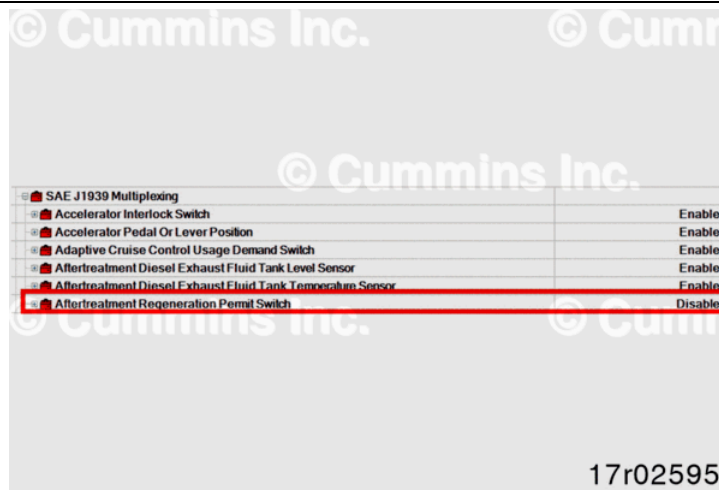 © Cummins Inc.
© Cumm
© Cummins Inc.
SAE J1939 Multiplexing
Accelerator Interlock Switch Enable
Accelerator Pedal Or Lever Position Enable
Adaptive Cruise Control Usage Demand Switch Enable
Aftertreatment Diesel Exhaust Fluid Tank Level Sensor Enable
Aftertreatment Diesel Exhaust Fluid Tank Temperature Sensor Enable
Aftertreatment Regeneration Permit Switch Disable
© Cummins Inc.
© Cumm
17r02595